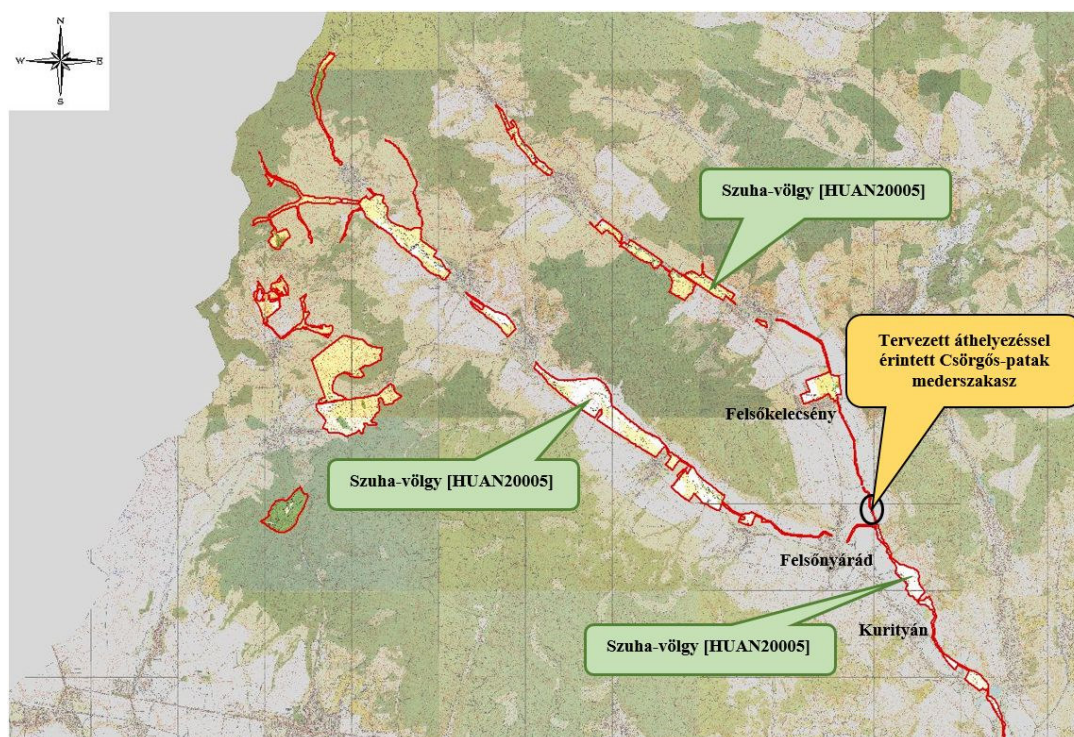 N
W E
S
Szuha-völgy [HUAN20005]
Tervezett áthelyezéssel
érintett Csörgős-patak
mederszakasz
Felsőkelecsény
Szuha-völgy [HUAN20005]
Felsőnyárád
Kurityán
Szuha-völgy [HUAN20005]